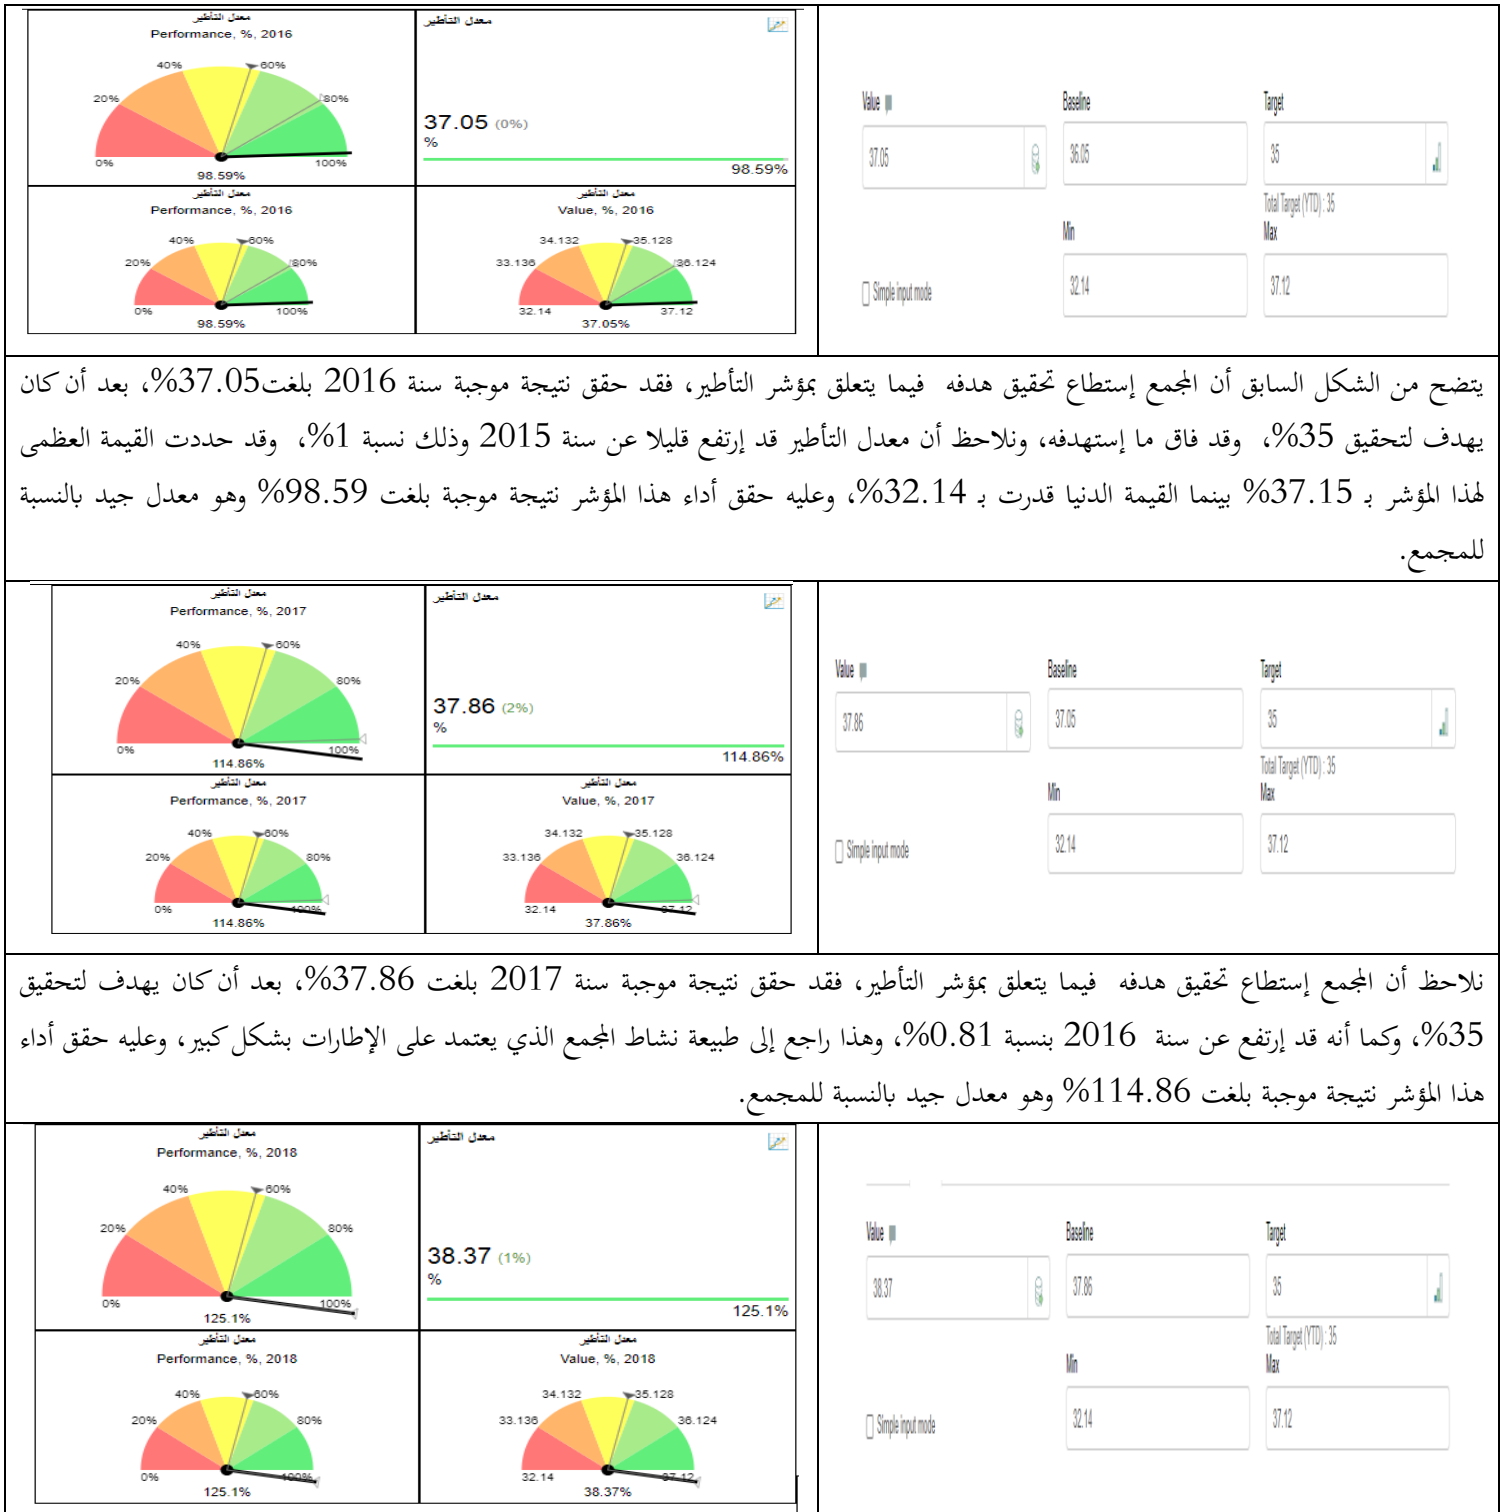 معدل التأطير
Performance, %, 2016
40%
60%
20%
80%
0%
100%
98.59%
معدل التأطير
37.05 (0%)
%
98.59%
معدل التأطير
Performance, %, 2016
40%
60%
20%
80%
0%
100%
98.59%
معدل التأطير
Value, %, 2016
34.132
35.128
33.136
36.124
32.14
37.12
37.05%
Value
Baseline
Target
37.05
36.05
35
Total Target (YTD) : 35
Min
Max
Simple input mode
32.14
37.12
يتضح من الشكل السابق أن المجمع إستطاع تحقيق هدفه فيما يتعلق بمؤشر التأطير، فقد حقق نتيجة موجبة سنة 2016 بلغت37.05%، بعد أن كان
يهدف لتحقيق 35%، وقد فاق ما إستهدفه، ونلاحظ أن معدل التأطير قد إرتفع قليلا عن سنة 2015 وذلك نسبة 1%، وقد حددت القيمة العظمى
لهذا المؤشر بـ 37.15% بينما القيمة الدنيا قدرت بـ 32.14%، وعليه حقق أداء هذا المؤشر نتيجة موجبة بلغت 98.59% وهو معدل جيد بالنسبة
للمجمع.
معدل التأطير
Performance, %, 2017
40%
60%
20%
80%
0%
100%
114.86%
معدل التأطير
37.86 (2%)
%
114.86%
معدل التأطير
Performance, %, 2017
40%
60%
20%
80%
0%
100%
114.86%
معدل التأطير
Value, %, 2017
34.132
35.128
33.136
36.124
32.14
37.12
37.86%
Value
Baseline
Target
37.86
37.05
35
Total Target (YTD) : 35
Min
Max
Simple input mode
32.14
37.12
نلاحظ أن المجمع إستطاع تحقيق هدفه فيما يتعلق بمؤشر التأطير، فقد حقق نتيجة موجبة سنة 2017 بلغت 37.86%، بعد أن كان يهدف لتحقيق
35%، وكما أنه قد إرتفع عن سنة 2016 بنسبة 0.81%، وهذا راجع إلى طبيعة نشاط المجمع الذي يعتمد على الإطارات بشكل كبير، وعليه حقق أداء
هذا المؤشر نتيجة موجبة بلغت 114.86% وهو معدل جيد بالنسبة للمجمع.
معدل التأطير
Performance, %, 2018
40%
60%
20%
80%
0%
100%
125.1%
معدل التأطير
38.37 (1%)
%
125.1%
معدل التأطير
Performance, %, 2018
40%
60%
20%
80%
0%
100%
125.1%
معدل التأطير
Value, %, 2018
34.132
35.128
33.136
36.124
32.14
37.12
38.37%
Value
Baseline
Target
38.37
37.86
35
Total Target (YTD) : 35
Min
Max
Simple input mode
32.14
37.12